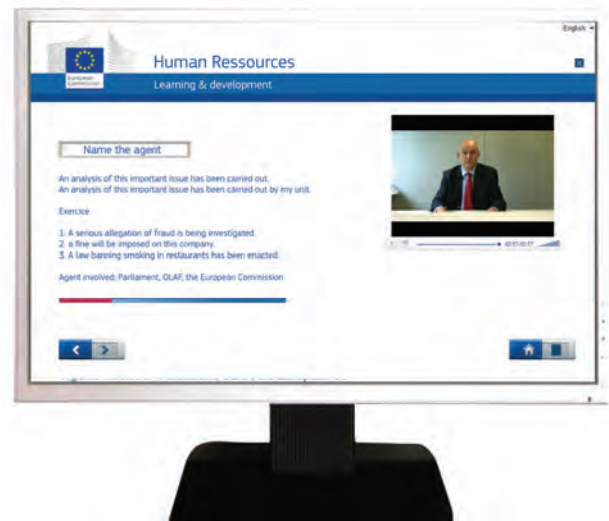 English
Human Ressources
European
Commission
Learning & development
Name the agent
An analysis of this important issue has been carried out.
An analysis of this important issue has been carried out by my unit.
Exercice
1. A serious allegation of fraud is being investigated.
2. a fine will be imposed on this company.
3. A law banning smoking in restaurants has been enacted.
Agent involved: Parliament, OLAF, the European Commission